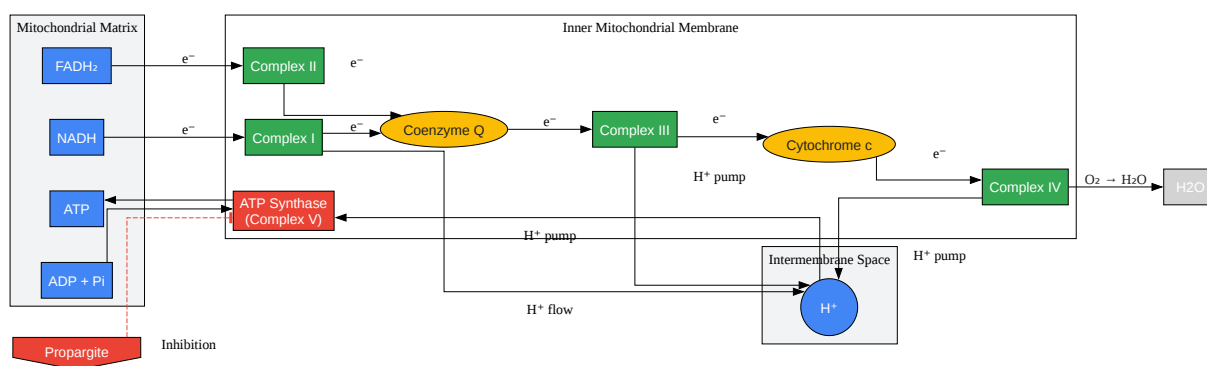 Mitochondrial Matrix
Inner Mitochondrial Membrane
FADH₂
e⁻
Complex II
e⁻
NADH
e⁻
Complex I
e⁻
Coenzyme Q
e⁻
Complex III
e⁻
Cytochrome c
e⁻
H⁺ pump
Complex IV
O₂ → H₂O
H2O
ATP
ATP Synthase
(Complex V)
H⁺ pump
H⁺ pump
Intermembrane Space
ADP + Pi
H⁺ flow
H⁺
Propargite
Inhibition